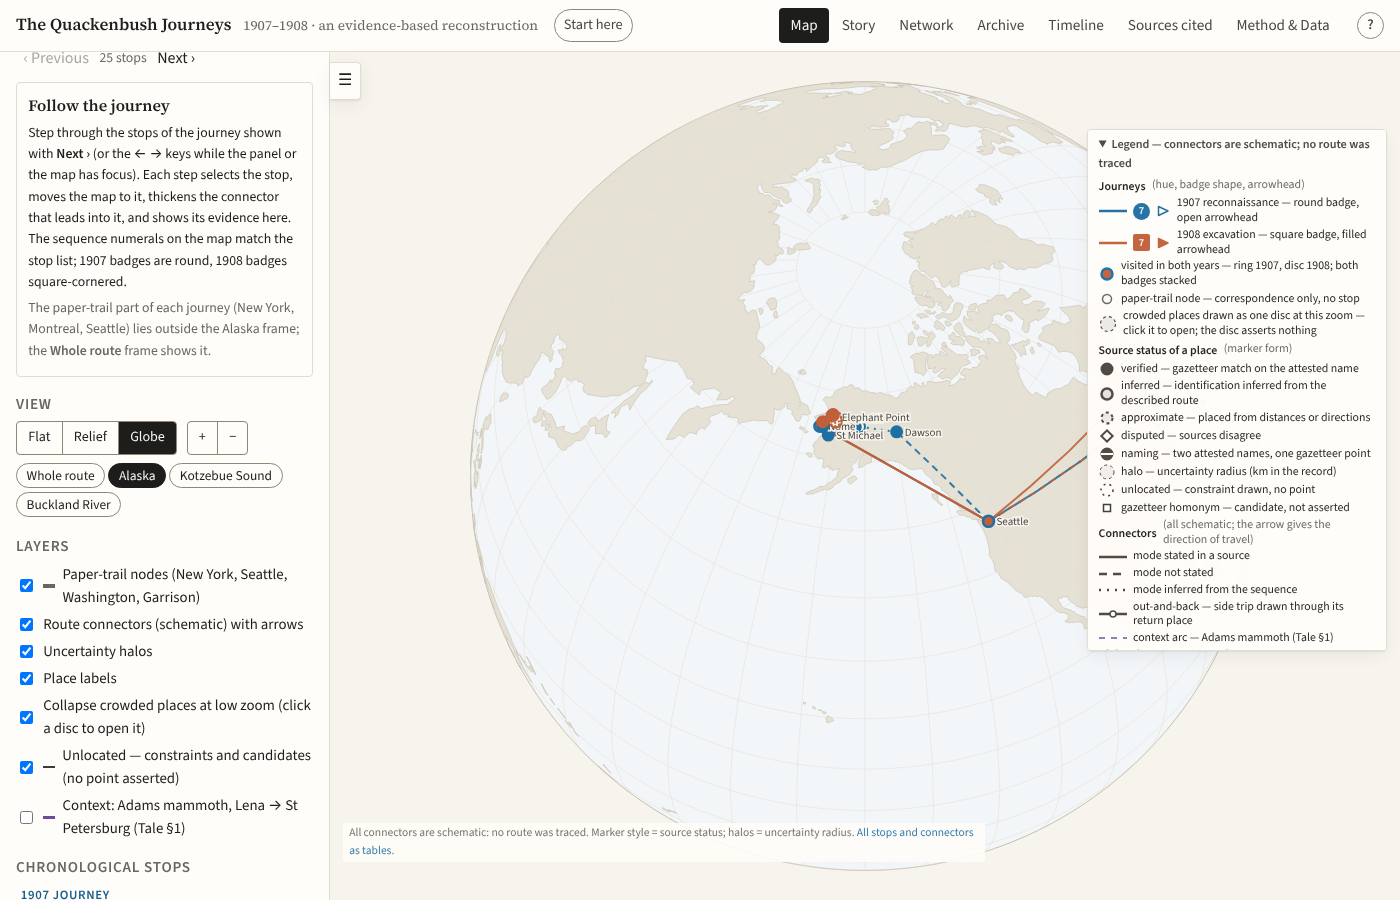 The Quackenbush Journeys 1907–1908 · an evidence-based reconstruction Start here Map Story Network Archive Timeline Sources cited Method & Data ?
‹ Previous 25 stops Next ›
Follow the journey
Step through the stops of the journey shown
with Next › (or the ← → keys while the panel or
the map has focus). Each step selects the stop,
moves the map to it, thickens the connector
that leads into it, and shows its evidence here.
The sequence numerals on the map match the
stop list; 1907 badges are round, 1908 badges
square-cornered.
The paper-trail part of each journey (New York,
Montreal, Seattle) lies outside the Alaska frame;
the Whole route frame shows it.
VIEW
Flat Relief Globe + −
Whole route Alaska Kotzebue Sound
Buckland River
LAYERS
Paper-trail nodes (New York, Seattle,
Washington, Garrison)
Route connectors (schematic) with arrows
Uncertainty halos
Place labels
Collapse crowded places at low zoom (click
a disc to open it)
Unlocated — constraints and candidates
(no point asserted)
Context: Adams mammoth, Lena → St
Petersburg (Tale §1)
CHRONOLOGICAL STOPS
1907 JOURNEY
☰
Elephant Point
Nome
St Michael
Dawson
Seattle
▼ Legend — connectors are schematic; no route was
traced
Journeys (hue, badge shape, arrowhead)
7 1907 reconnaissance — round badge,
open arrowhead
7 1908 excavation — square badge, filled
arrowhead
visited in both years — ring 1907, disc 1908; both
badges stacked
paper-trail node — correspondence only, no stop
crowded places drawn as one disc at this zoom —
click it to open; the disc asserts nothing
Source status of a place (marker form)
verified — gazetteer match on the attested name
inferred — identification inferred from the
described route
approximate — placed from distances or directions
disputed — sources disagree
naming — two attested names, one gazetteer point
halo — uncertainty radius (km in the record)
unlocated — constraint drawn, no point
gazetteer homonym — candidate, not asserted
Connectors (all schematic; the arrow gives the
direction of travel)
mode stated in a source
mode not stated
mode inferred from the sequence
out-and-back — side trip drawn through its
return place
context arc — Adams mammoth (Tale §1)
All connectors are schematic: no route was traced. Marker style = source status; halos = uncertainty radius. All stops and connectors
as tables.